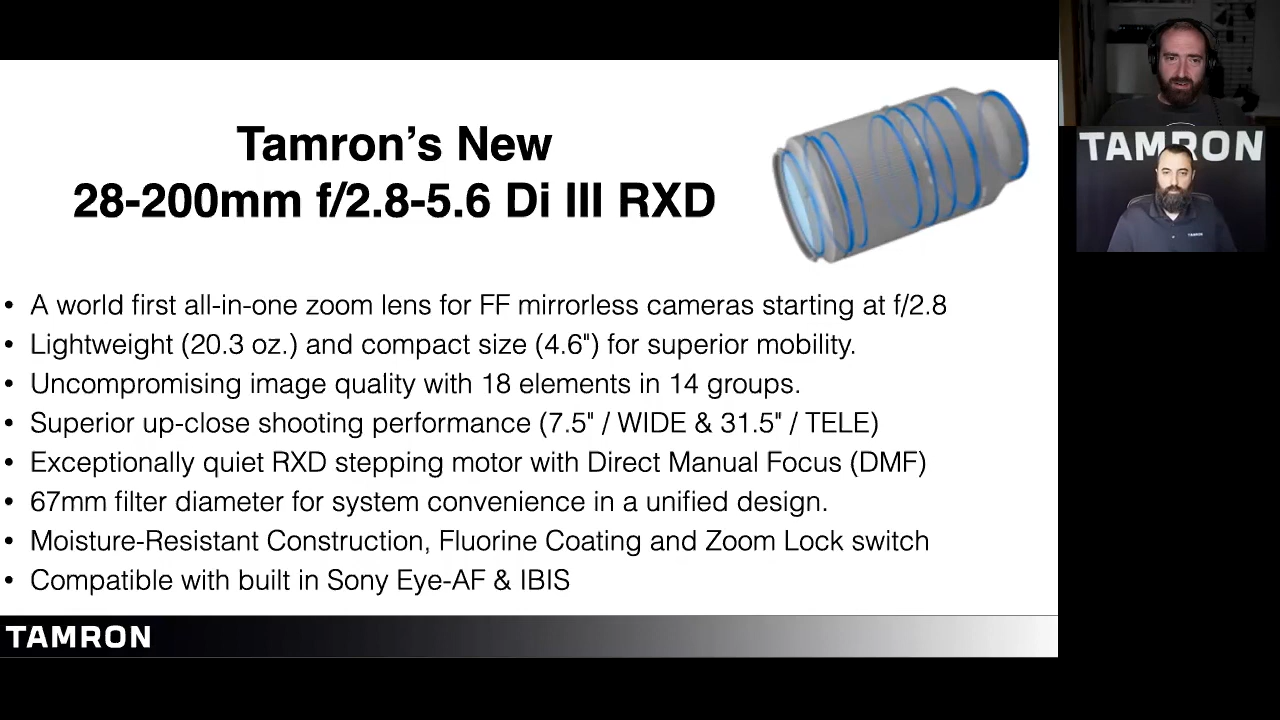 Tamron’s New
28-200mm f/2.8-5.6 Di III RXD
• A world first all-in-one zoom lens for FF mirrorless cameras starting at f/2.8
• Lightweight (20.3 oz.) and compact size (4.6") for superior mobility.
• Uncompromising image quality with 18 elements in 14 groups.
• Superior up-close shooting performance (7.5" / WIDE & 31.5" / TELE)
• Exceptionally quiet RXD stepping motor with Direct Manual Focus (DMF)
• 67mm filter diameter for system convenience in a unified design.
• Moisture-Resistant Construction, Fluorine Coating and Zoom Lock switch
• Compatible with built in Sony Eye-AF & IBIS
TAMRON
TAMRON
TAMRON